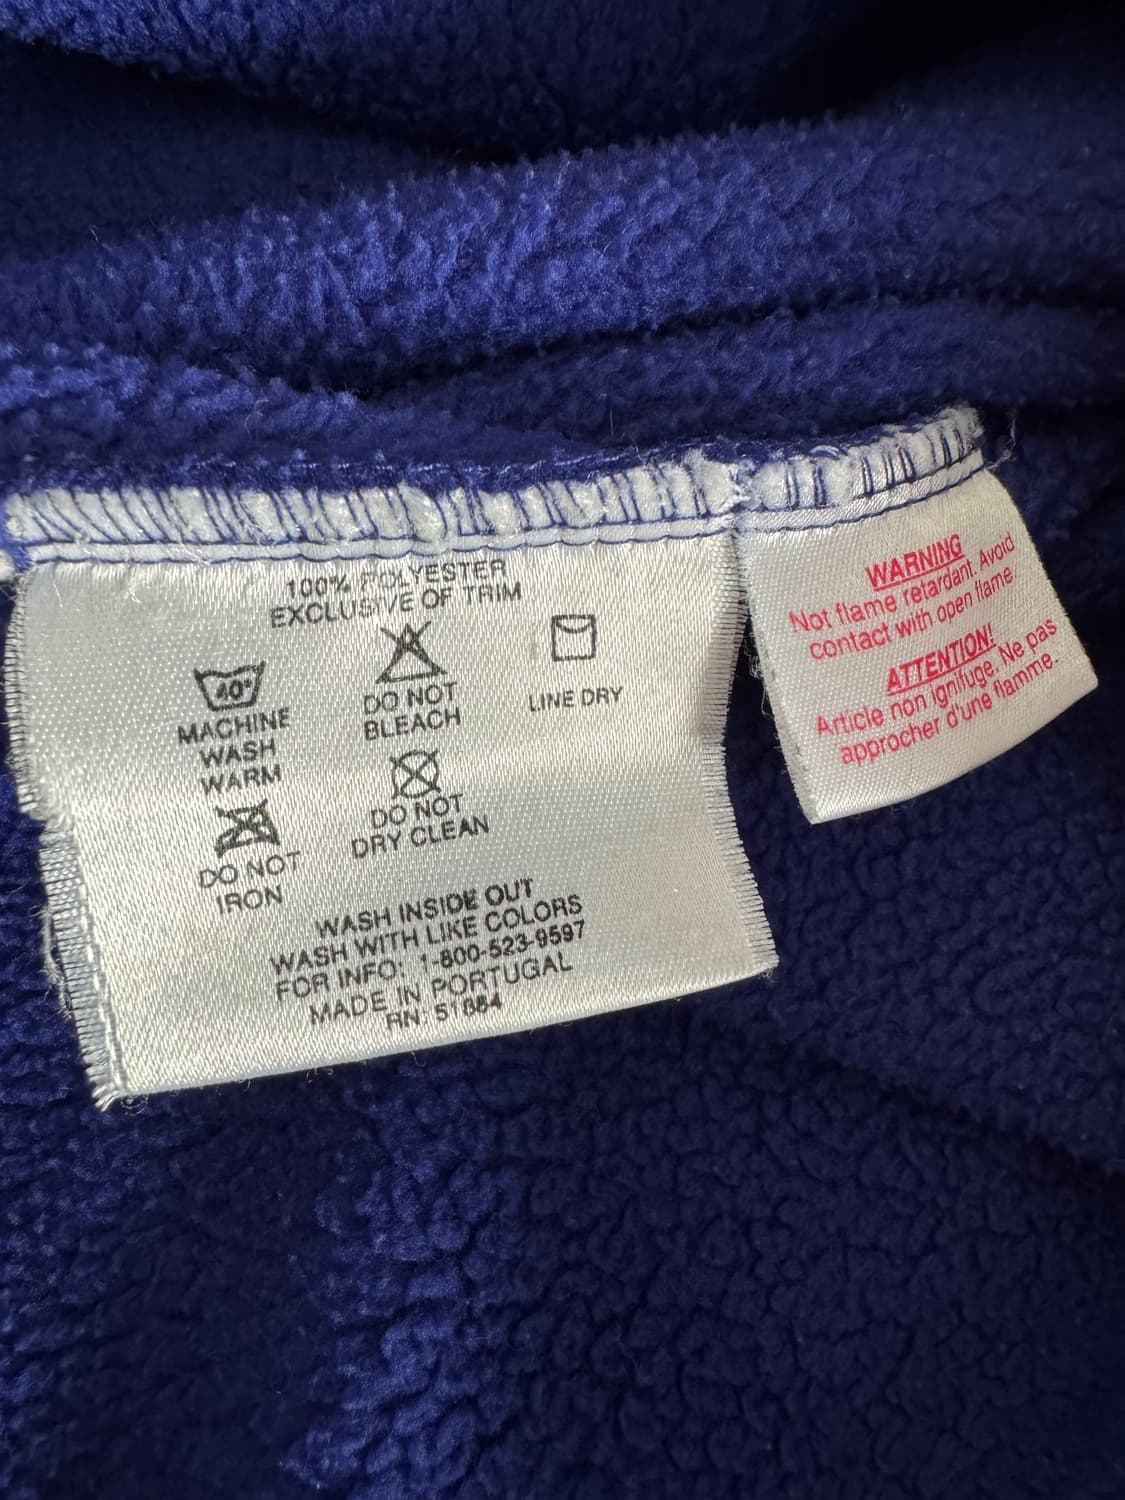 100% POLYESTER
EXCLUSIVE OF TRIM
40°
MACHINE
WASH
WARM
DO NOT
BLEACH
LINE DRY
DO NOT
IRON
DO NOT
DRY CLEAN
WASH INSIDE OUT
WASH WITH LIKE COLORS
FOR INFO: 1-800-523-9597
MADE IN PORTUGAL
RN: 51884
WARNING
Not flame retardant. Avoid
contact with open flame
ATTENTION!
Article non ignifuge. Ne pas
approcher d'une flamme.